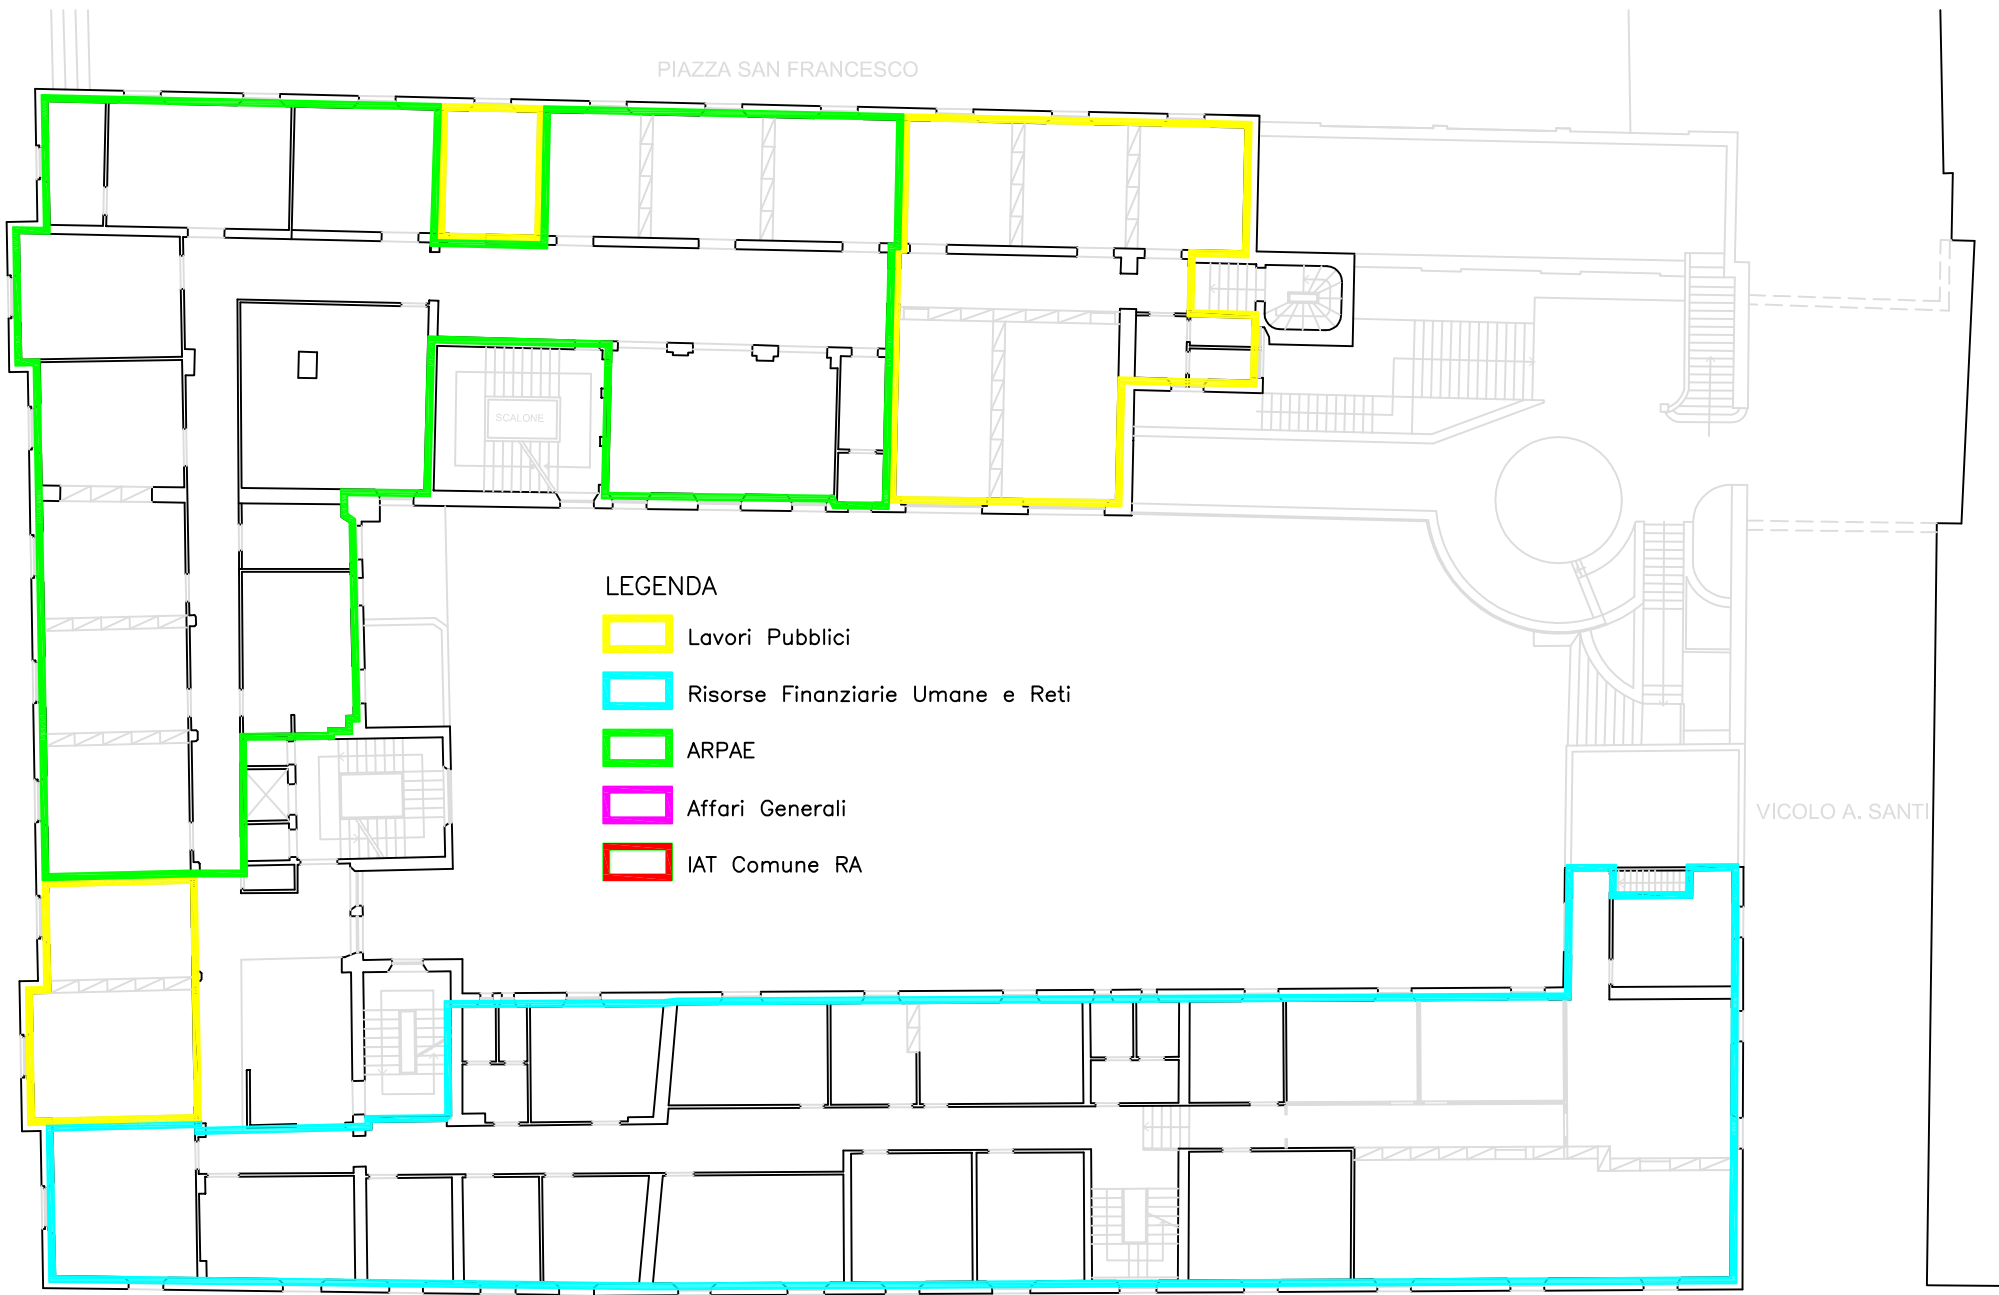 PIAZZA SAN FRANCESCO
SCALONE
LEGENDA
Lavori Pubblici
Risorse Finanziarie Umane e Reti
ARPAE
Affari Generali
IAT Comune RA
VICOLO A. SANTI